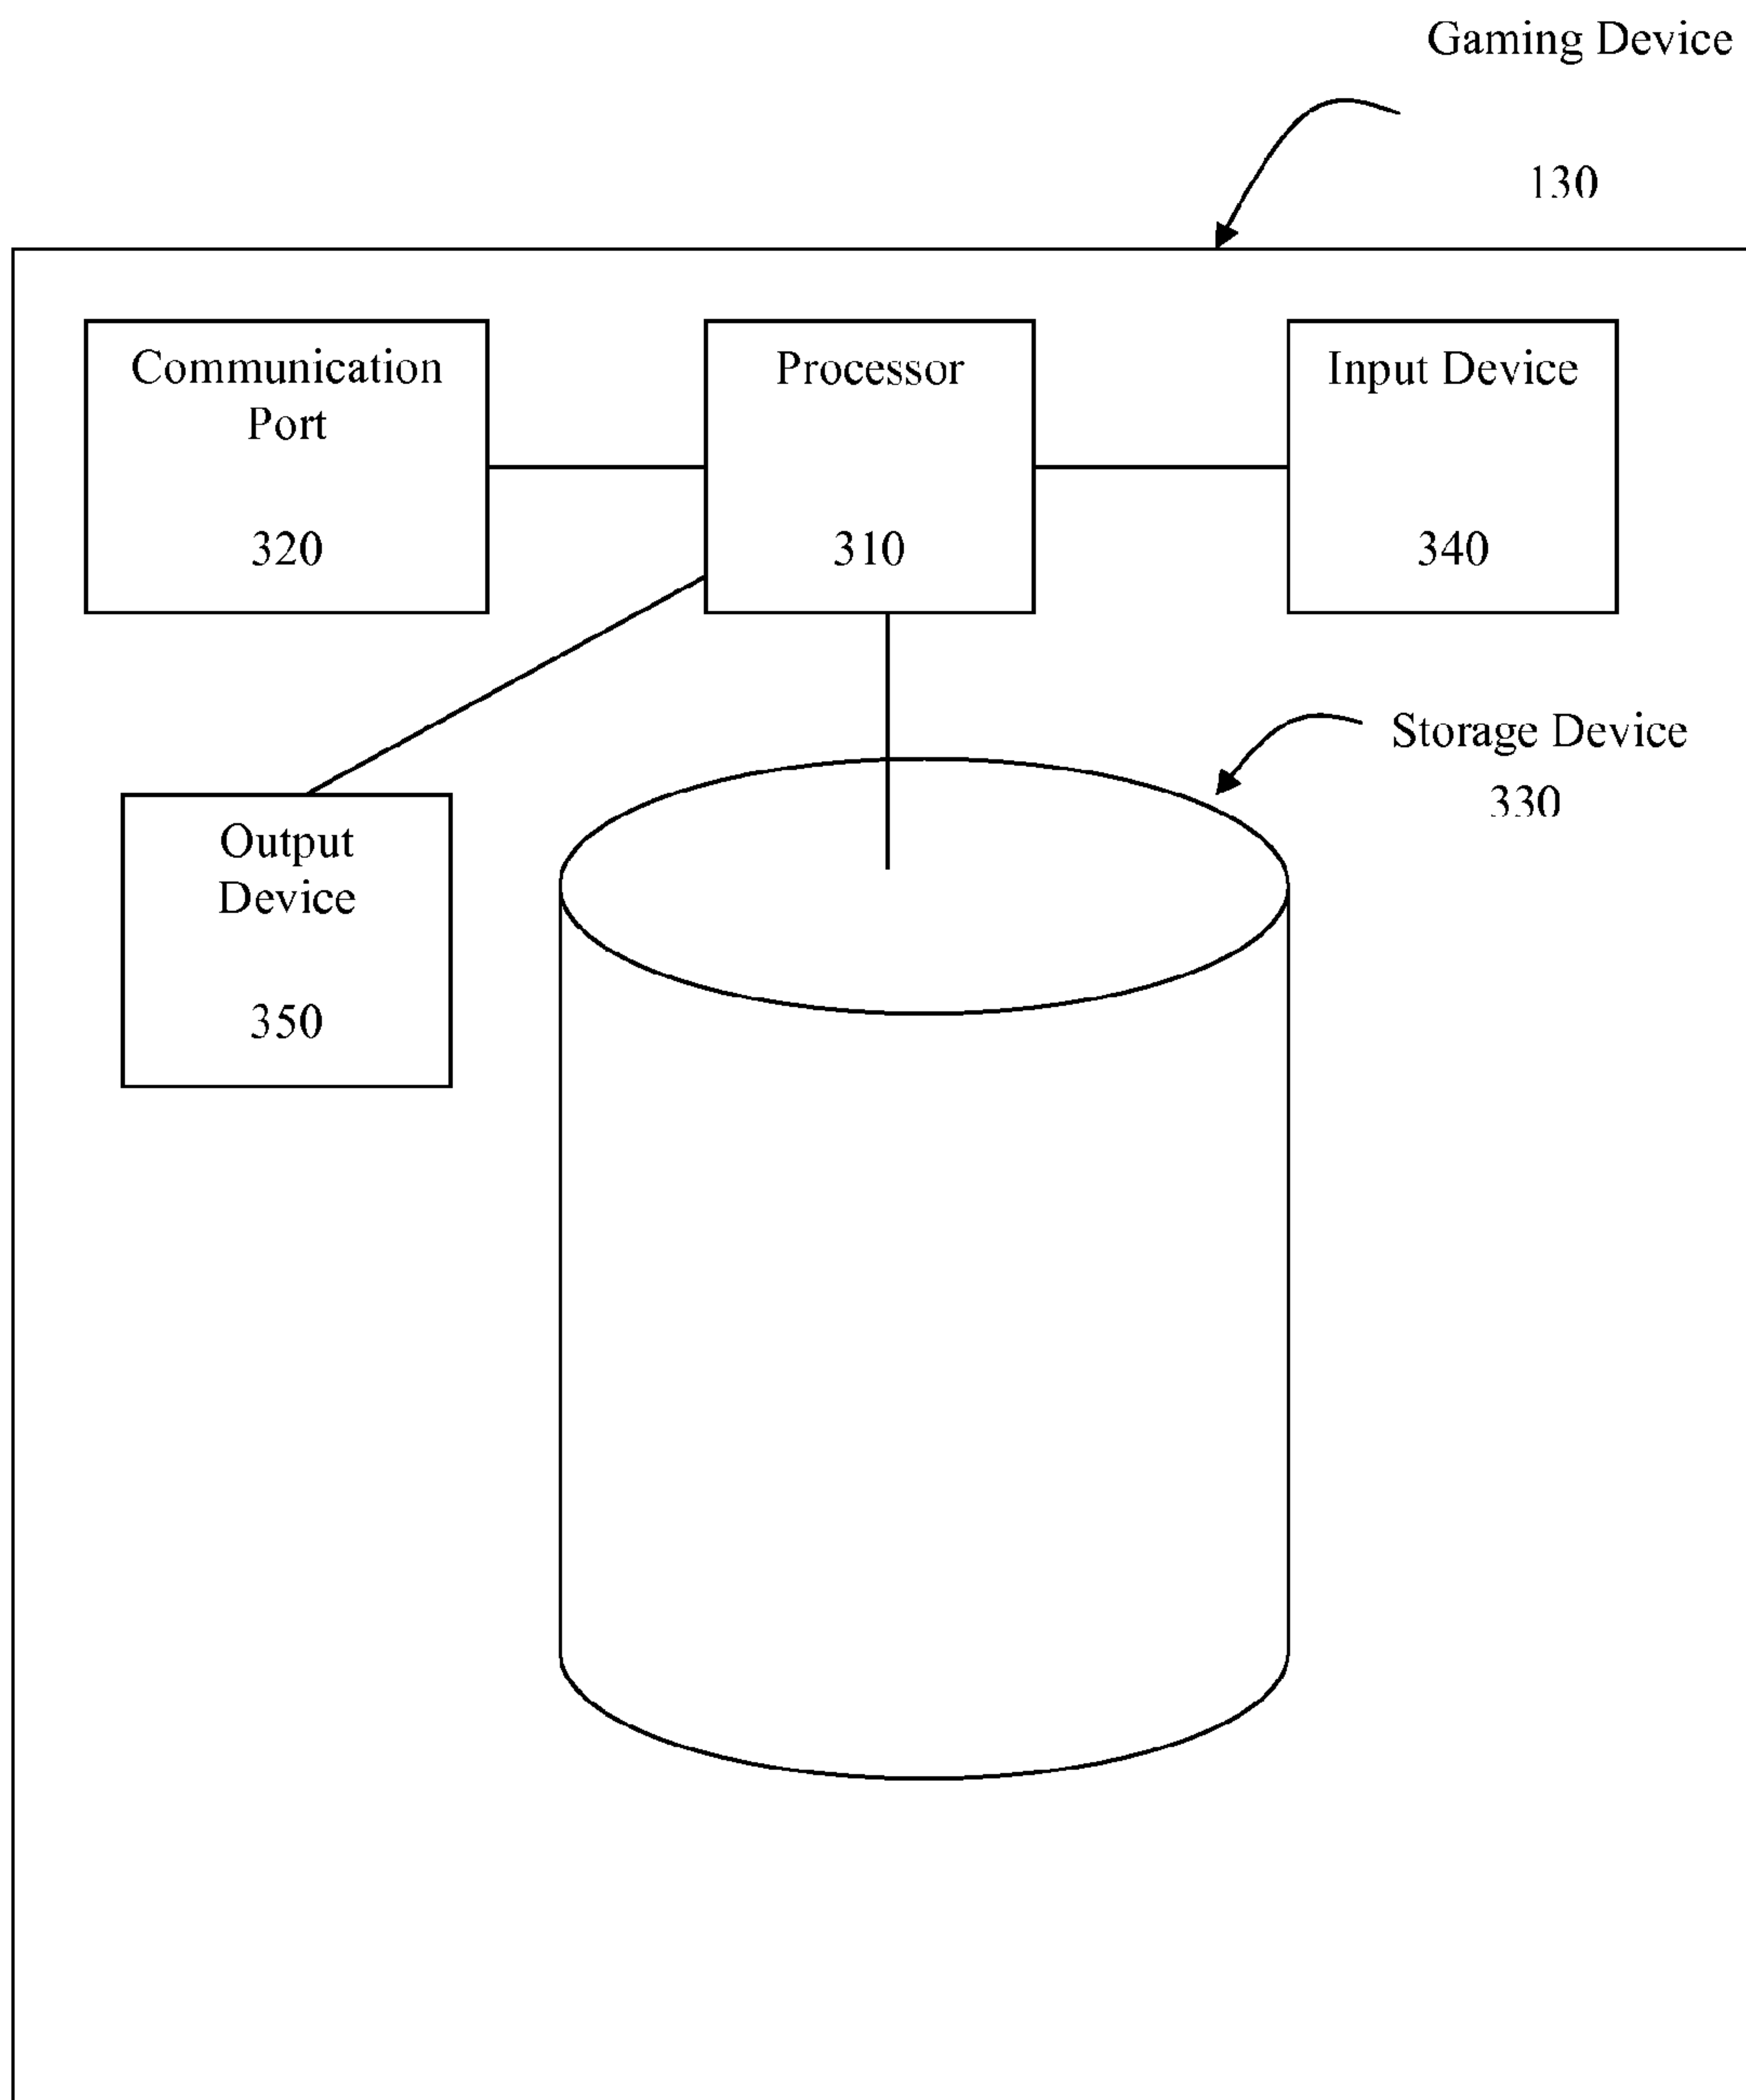 Gaming Device
130
Communication
Port
320
Processor
310
Input Device
340
Storage Device
330
Output
Device
350